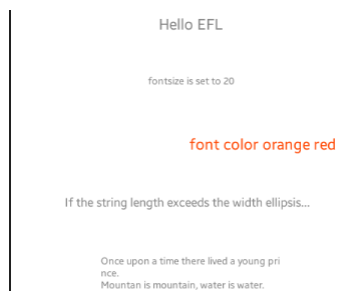 Hello EFL
fontsize is set to 20
font color orange red
If the string length exceeds the width ellipsis...
Once upon a time there lived a young pri
nce.
Mountan is mountain, water is water.